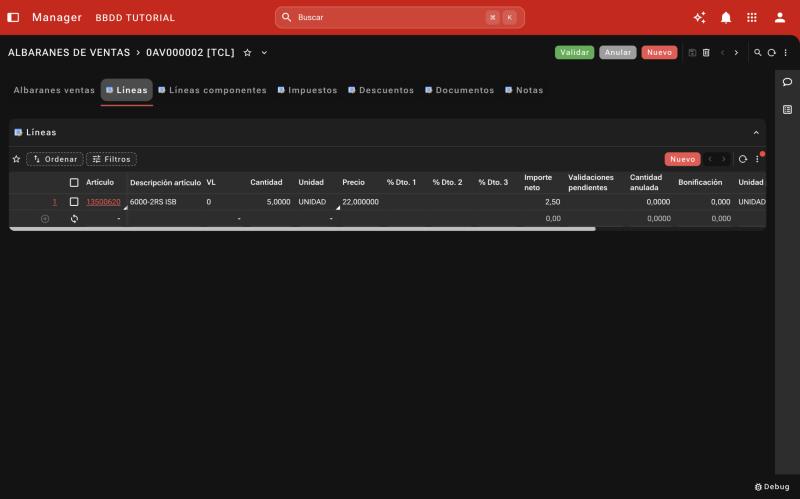 Manager BBDD TUTORIAL Buscar ⌘ K
ALBARANES DE VENTAS > 0AV000002 [TCL] Validar Anular Nuevo
Albaranes ventas Líneas Líneas componentes Impuestos Descuentos Documentos Notas
Líneas
Ordenar Filtros Nuevo
Artículo Descripción artículo VL Cantidad Unidad Precio % Dto. 1 % Dto. 2 % Dto. 3 Importe neto Validaciones pendientes Cantidad anulada Bonificación Unidad
1 13500620 6000-2RS ISB 0 5,0000 UNIDAD 22,000000 2,50 0,0000 0,000 UNIDAD
- - - 0,00 0,0000 0,000
Debug